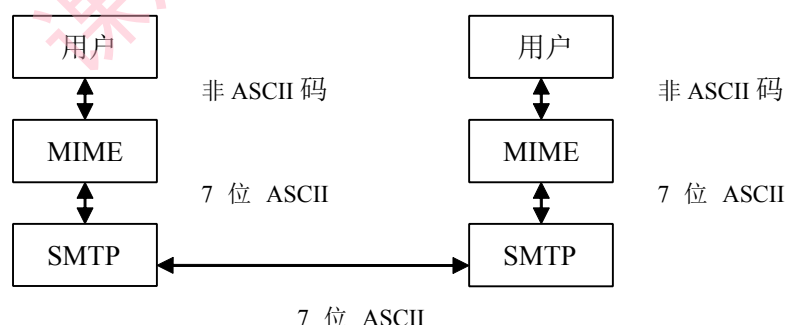 用户 用户
非 ASCII 码 非 ASCII 码
MIME MIME
7 位 ASCII 7 位 ASCII
SMTP SMTP
7 位 ASCII